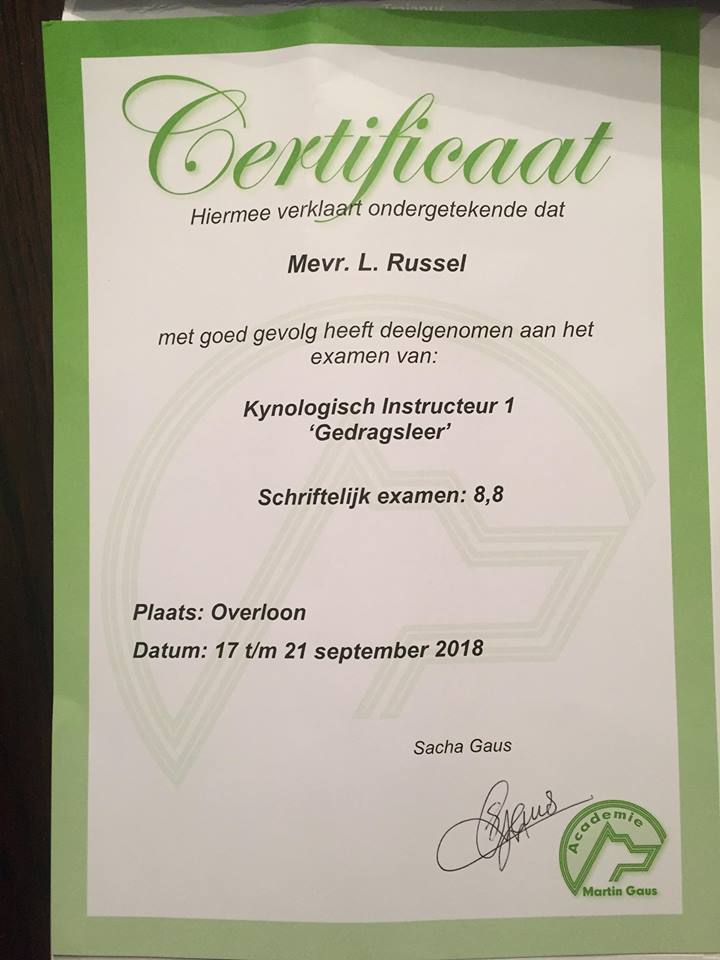 Certificaat
Hiermee verklaart ondergetekende dat
Mevr. L. Russel
met goed gevolg heeft deelgenomen aan het
examen van:
Kynologisch Instructeur 1
‘Gedragsleer’
Schriftelijk examen: 8,8
Plaats: Overloon
Datum: 17 t/m 21 september 2018
Sacha Gaus
Academie
Martin Gaus